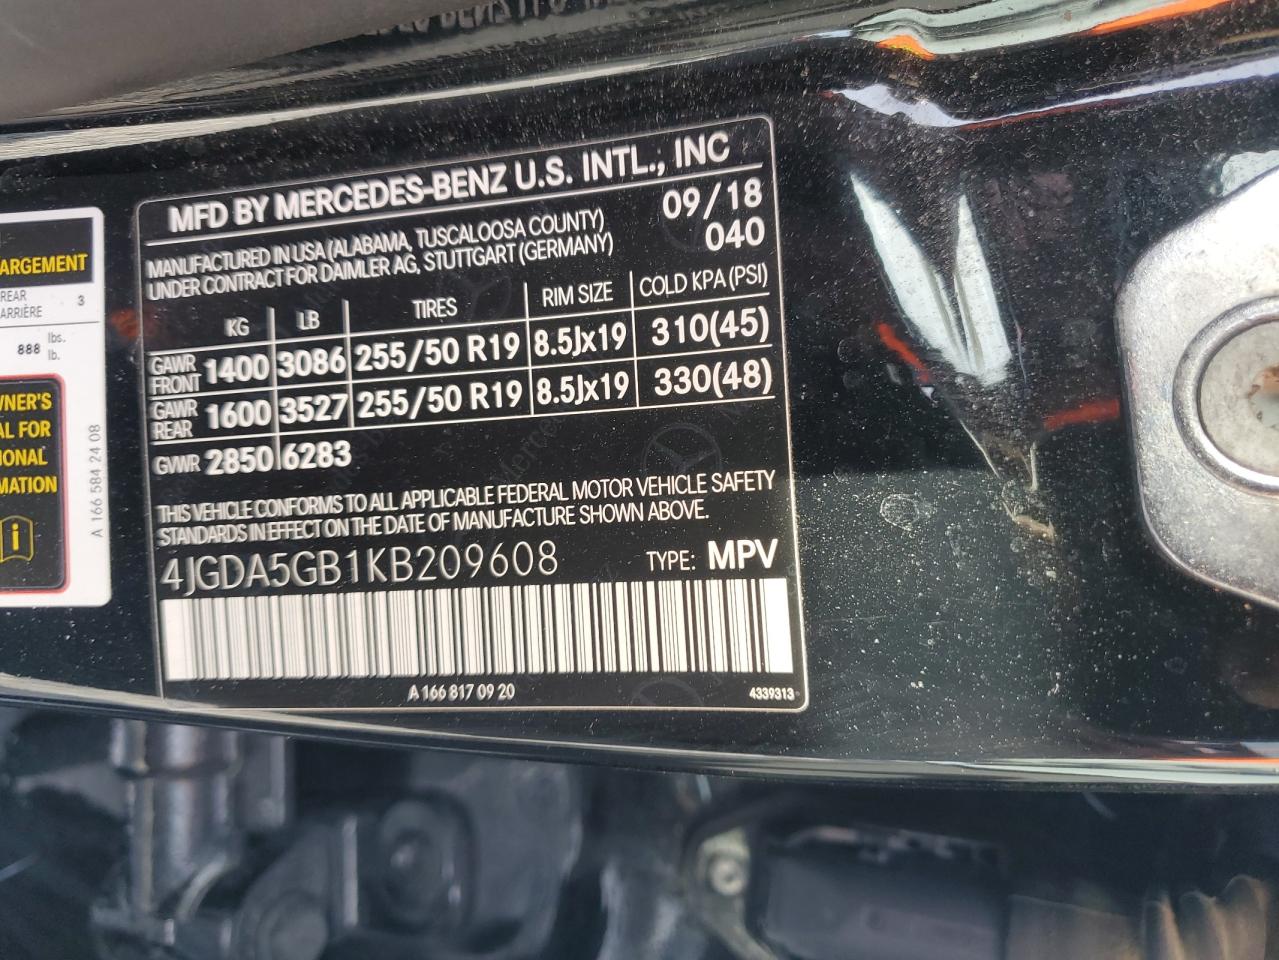 ARGEMENT
REAR
ARRIÈRE
3
888 lbs.
lb.
WNER'S
AL FOR
IONAL
MATION
A 166 584 24 08
MFD BY MERCEDES-BENZ U.S. INTL., INC
MANUFACTURED IN USA (ALABAMA, TUSCALOOSA COUNTY)
UNDER CONTRACT FOR DAIMLER AG, STUTTGART (GERMANY)
09/18
040
KG LB TIRES RIM SIZE COLD KPA (PSI)
GAWR FRONT 1400 3086 255/50 R19 8.5Jx19 310(45)
GAWR REAR 1600 3527 255/50 R19 8.5Jx19 330(48)
GVWR 2850 6283
THIS VEHICLE CONFORMS TO ALL APPLICABLE FEDERAL MOTOR VEHICLE SAFETY
STANDARDS IN EFFECT ON THE DATE OF MANUFACTURE SHOWN ABOVE.
4JGDA5GB1KB209608 TYPE: MPV
A 166 817 09 20
4339313